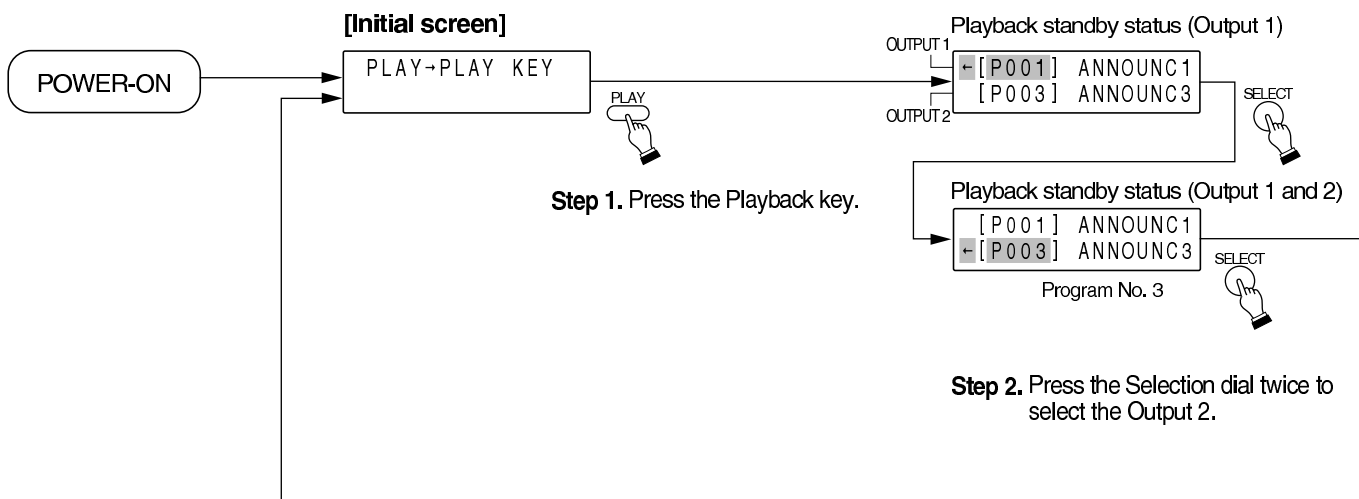 [Initial screen]
POWER-ON
PLAY→PLAY KEY
PLAY
Step 1. Press the Playback key.
Playback standby status (Output 1)
OUTPUT 1
←[P001] ANNOUNC1
[P003] ANNOUNC3
OUTPUT 2
SELECT
Playback standby status (Output 1 and 2)
[P001] ANNOUNC1
←[P003] ANNOUNC3
SELECT
Program No. 3
Step 2. Press the Selection dial twice to
select the Output 2.